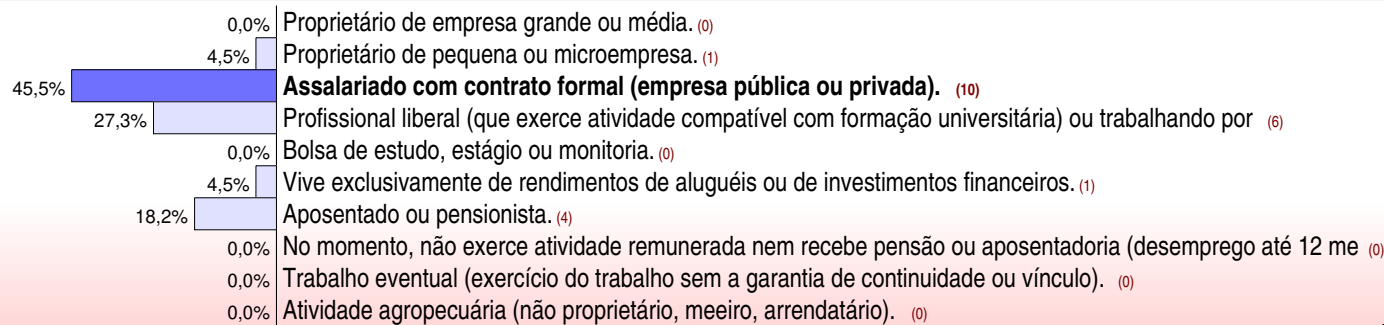 0,0% Proprietário de empresa grande ou média. (0)
4,5% Proprietário de pequena ou microempresa. (1)
45,5% Assalariado com contrato formal (empresa pública ou privada). (10)
27,3% Profissional liberal (que exerce atividade compatível com formação universitária) ou trabalhando por (6)
0,0% Bolsa de estudo, estágio ou monitoria. (0)
4,5% Vive exclusivamente de rendimentos de aluguéis ou de investimentos financeiros. (1)
18,2% Aposentado ou pensionista. (4)
0,0% No momento, não exerce atividade remunerada nem recebe pensão ou aposentadoria (desemprego até 12 me (0)
0,0% Trabalho eventual (exercício do trabalho sem a garantia de continuidade ou vínculo). (0)
0,0% Atividade agropecuária (não proprietário, meeiro, arrendatário). (0)